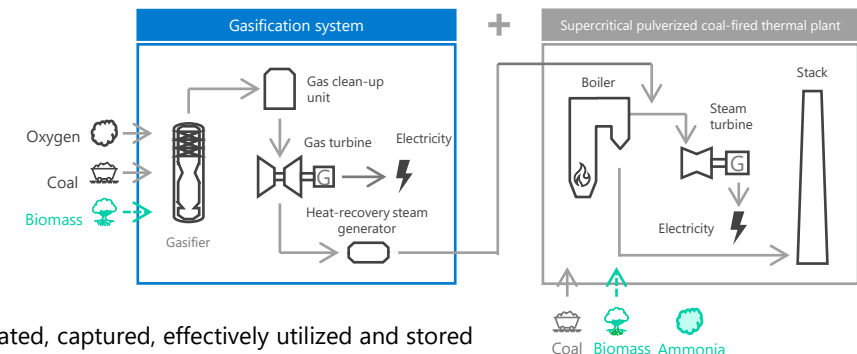 Gasification system
+
Supercritical pulverized coal-fired thermal plant
Gas clean-up
unit
Boiler
Stack
Oxygen
Gas turbine
Electricity
Steam
turbine
G
G
Coal
Biomass
Heat-recovery steam
generator
Gasifier
Electricity
ated, captured, effectively utilized and stored
Coal
Biomass
Ammonia